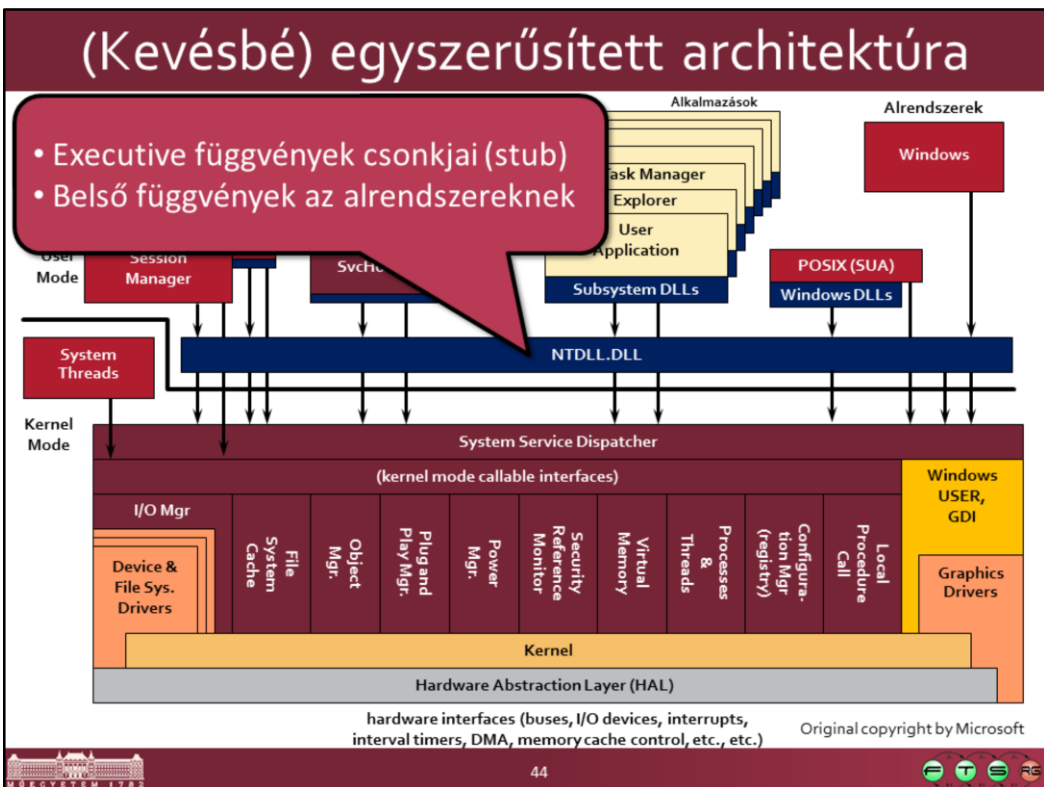 (Kevésbé) egyszerűsített architektúra
Alkalmazások
Alrendszerek
• Executive függvények csonkjai (stub)
• Belső függvények az alrendszereknek
Windows
Task Manager
Explorer
User
Application
User
Mode
Session
Manager
POSIX (SUA)
Subsystem DLLs
Windows DLLs
System
Threads
NTDLL.DLL
Kernel
Mode
System Service Dispatcher
(kernel mode callable interfaces)
Windows
USER,
GDI
I/O Mgr
Device &
File Sys.
Drivers
File
System
Cache
Object
Mgr.
Plug and
Play Mgr.
Power
Mgr.
Security
Reference
Monitor
Virtual
Memory
Processes
&
Threads
Configura-
tion Mgr
(registry)
Local
Procedure
Call
Graphics
Drivers
Kernel
Hardware Abstraction Layer (HAL)
hardware interfaces (buses, I/O devices, interrupts,
interval timers, DMA, memory cache control, etc., etc.)
Original copyright by Microsoft
MŰEGYETEM 1782
44
F T S RG